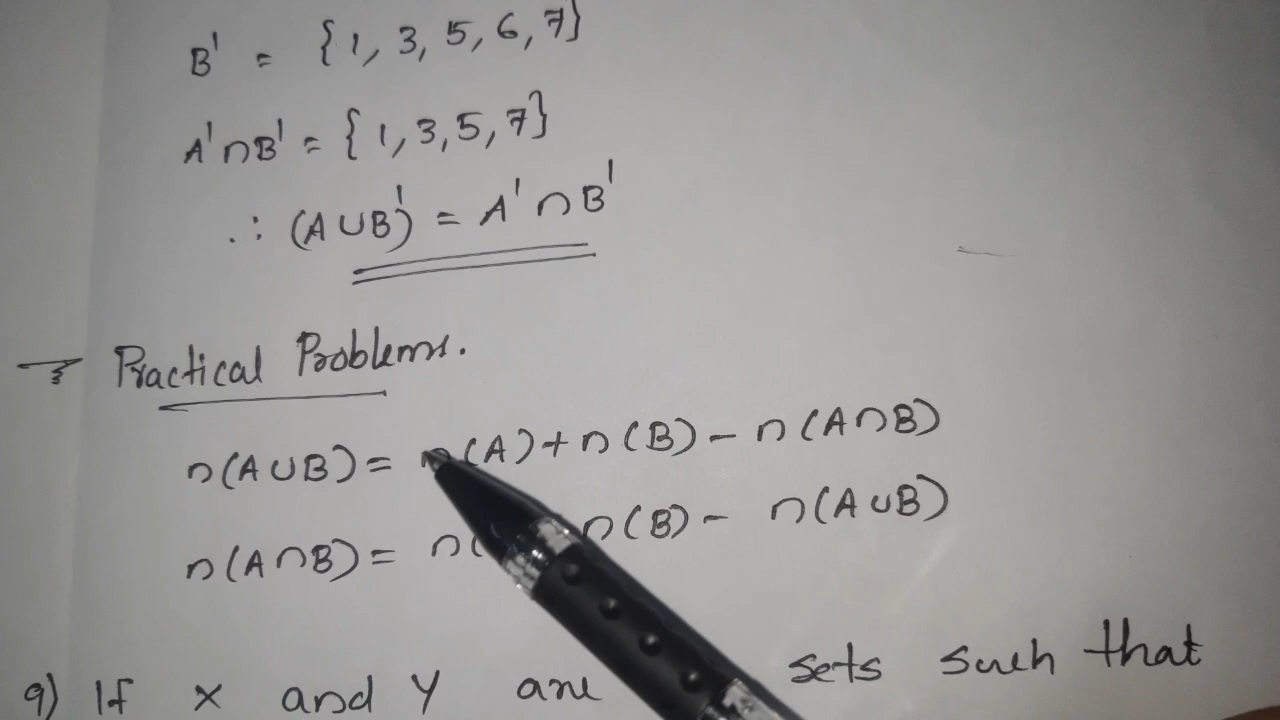 B' = {1, 3, 5, 6, 7}
A'∩B' = {1, 3, 5, 7}
∴ (A∪B)' = A'∩B'
→ Practical Problems.
n(A∪B) = n(A)+n(B)- n(A∩B)
n(A∩B) = n( n(B)- n(A∪B)
9) If X and Y are sets such that